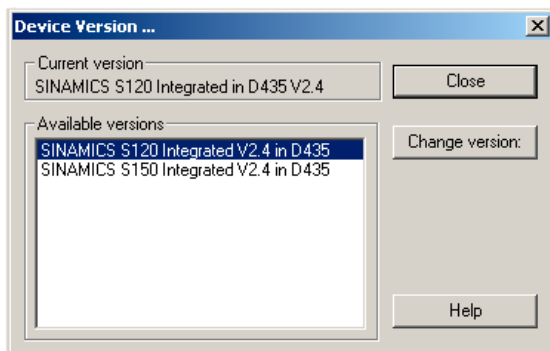 Device Version ...
Current version
SINAMICS S120 Integrated in D435 V2.4
Close
Available versions
SINAMICS S120 Integrated V2.4 in D435
SINAMICS S150 Integrated V2.4 in D435
Change version:
Help